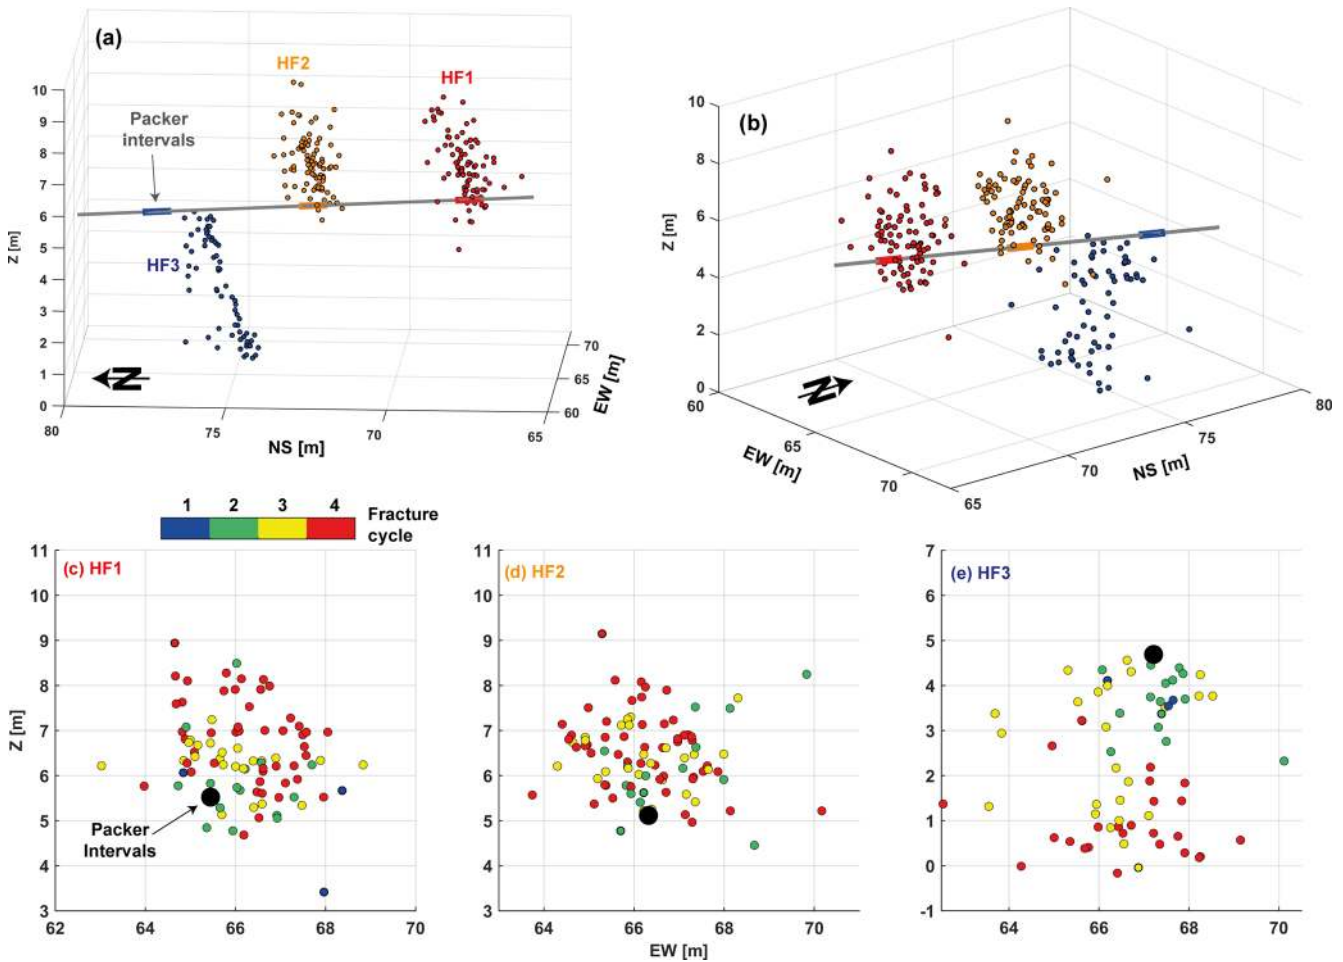 (a)
HF2
HF1
Packer
intervals
HF3
10
9
8
7
6
5
4
3
2
1
0
Z [m]
N
80
75
70
65
NS [m]
60
65
70
EW [m]
(b)
10
8
6
4
2
0
Z [m]
N
60
65
70
EW [m]
65
70
75
80
NS [m]
1 2 3 4
Fracture
cycle
(c) HF1
11
10
9
8
7
6
5
4
3
Z [m]
Packer
Intervals
62 64 66 68 70
(d) HF2
11
10
9
8
7
6
5
4
3
64 66 68 70
EW [m]
(e) HF3
7
6
5
4
3
2
1
0
-1
64 66 68 70